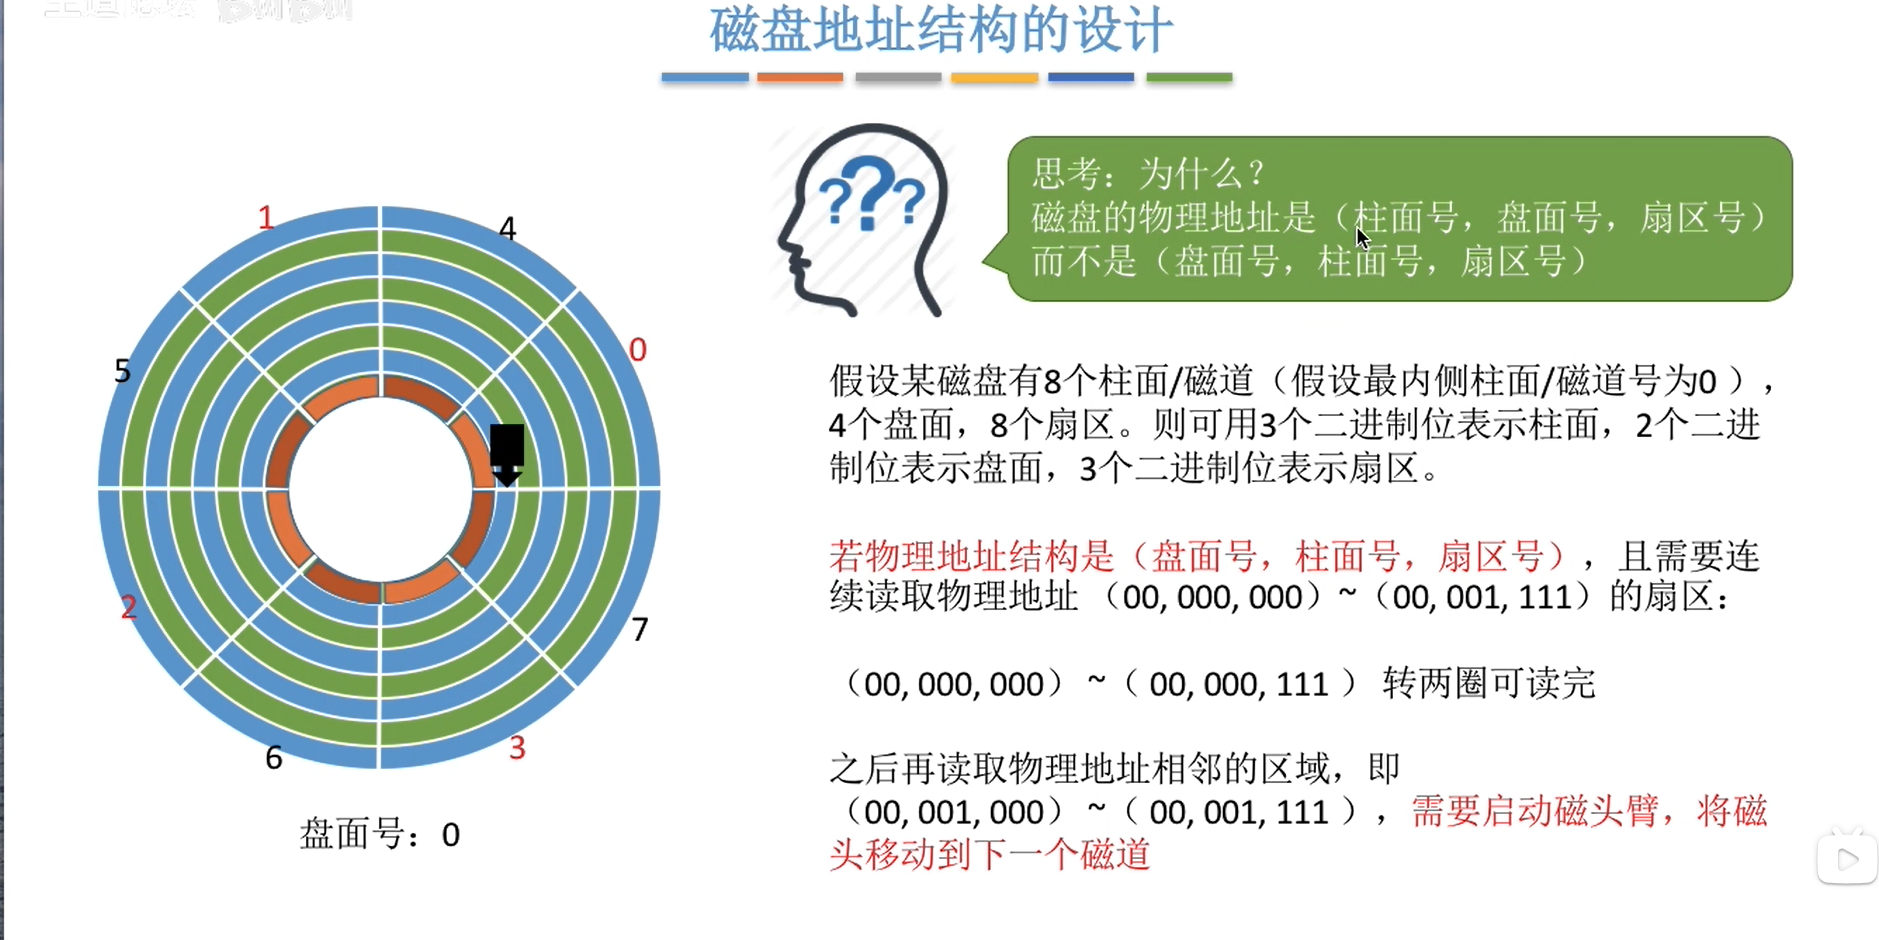 磁盘地址结构的设计
思考：为什么？
磁盘的物理地址是（柱面号，盘面号，扇区号）
而不是（盘面号，柱面号，扇区号）
1
4
0
5
2
7
6
3
盘面号：0
假设某磁盘有8个柱面/磁道（假设最内侧柱面/磁道号为0 ），
4个盘面，8个扇区。则可用3个二进制位表示柱面，2个二进
制位表示盘面，3个二进制位表示扇区。
若物理地址结构是（盘面号，柱面号，扇区号），且需要连
续读取物理地址 （00, 000, 000）~（00, 001, 111）的扇区：
（00, 000, 000） ~（ 00, 000, 111 ） 转两圈可读完
之后再读取物理地址相邻的区域，即
（00, 001, 000） ~（ 00, 001, 111 ），需要启动磁头臂，将磁
头移动到下一个磁道
???